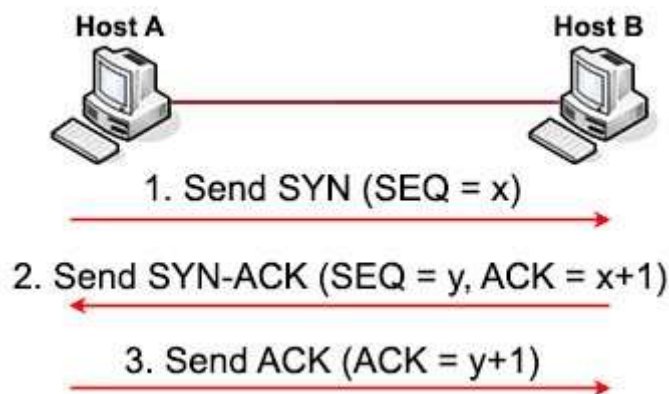 Host A
Host B
1. Send SYN (SEQ = x)
2. Send SYN-ACK (SEQ = y, ACK = x+1)
3. Send ACK (ACK = y+1)